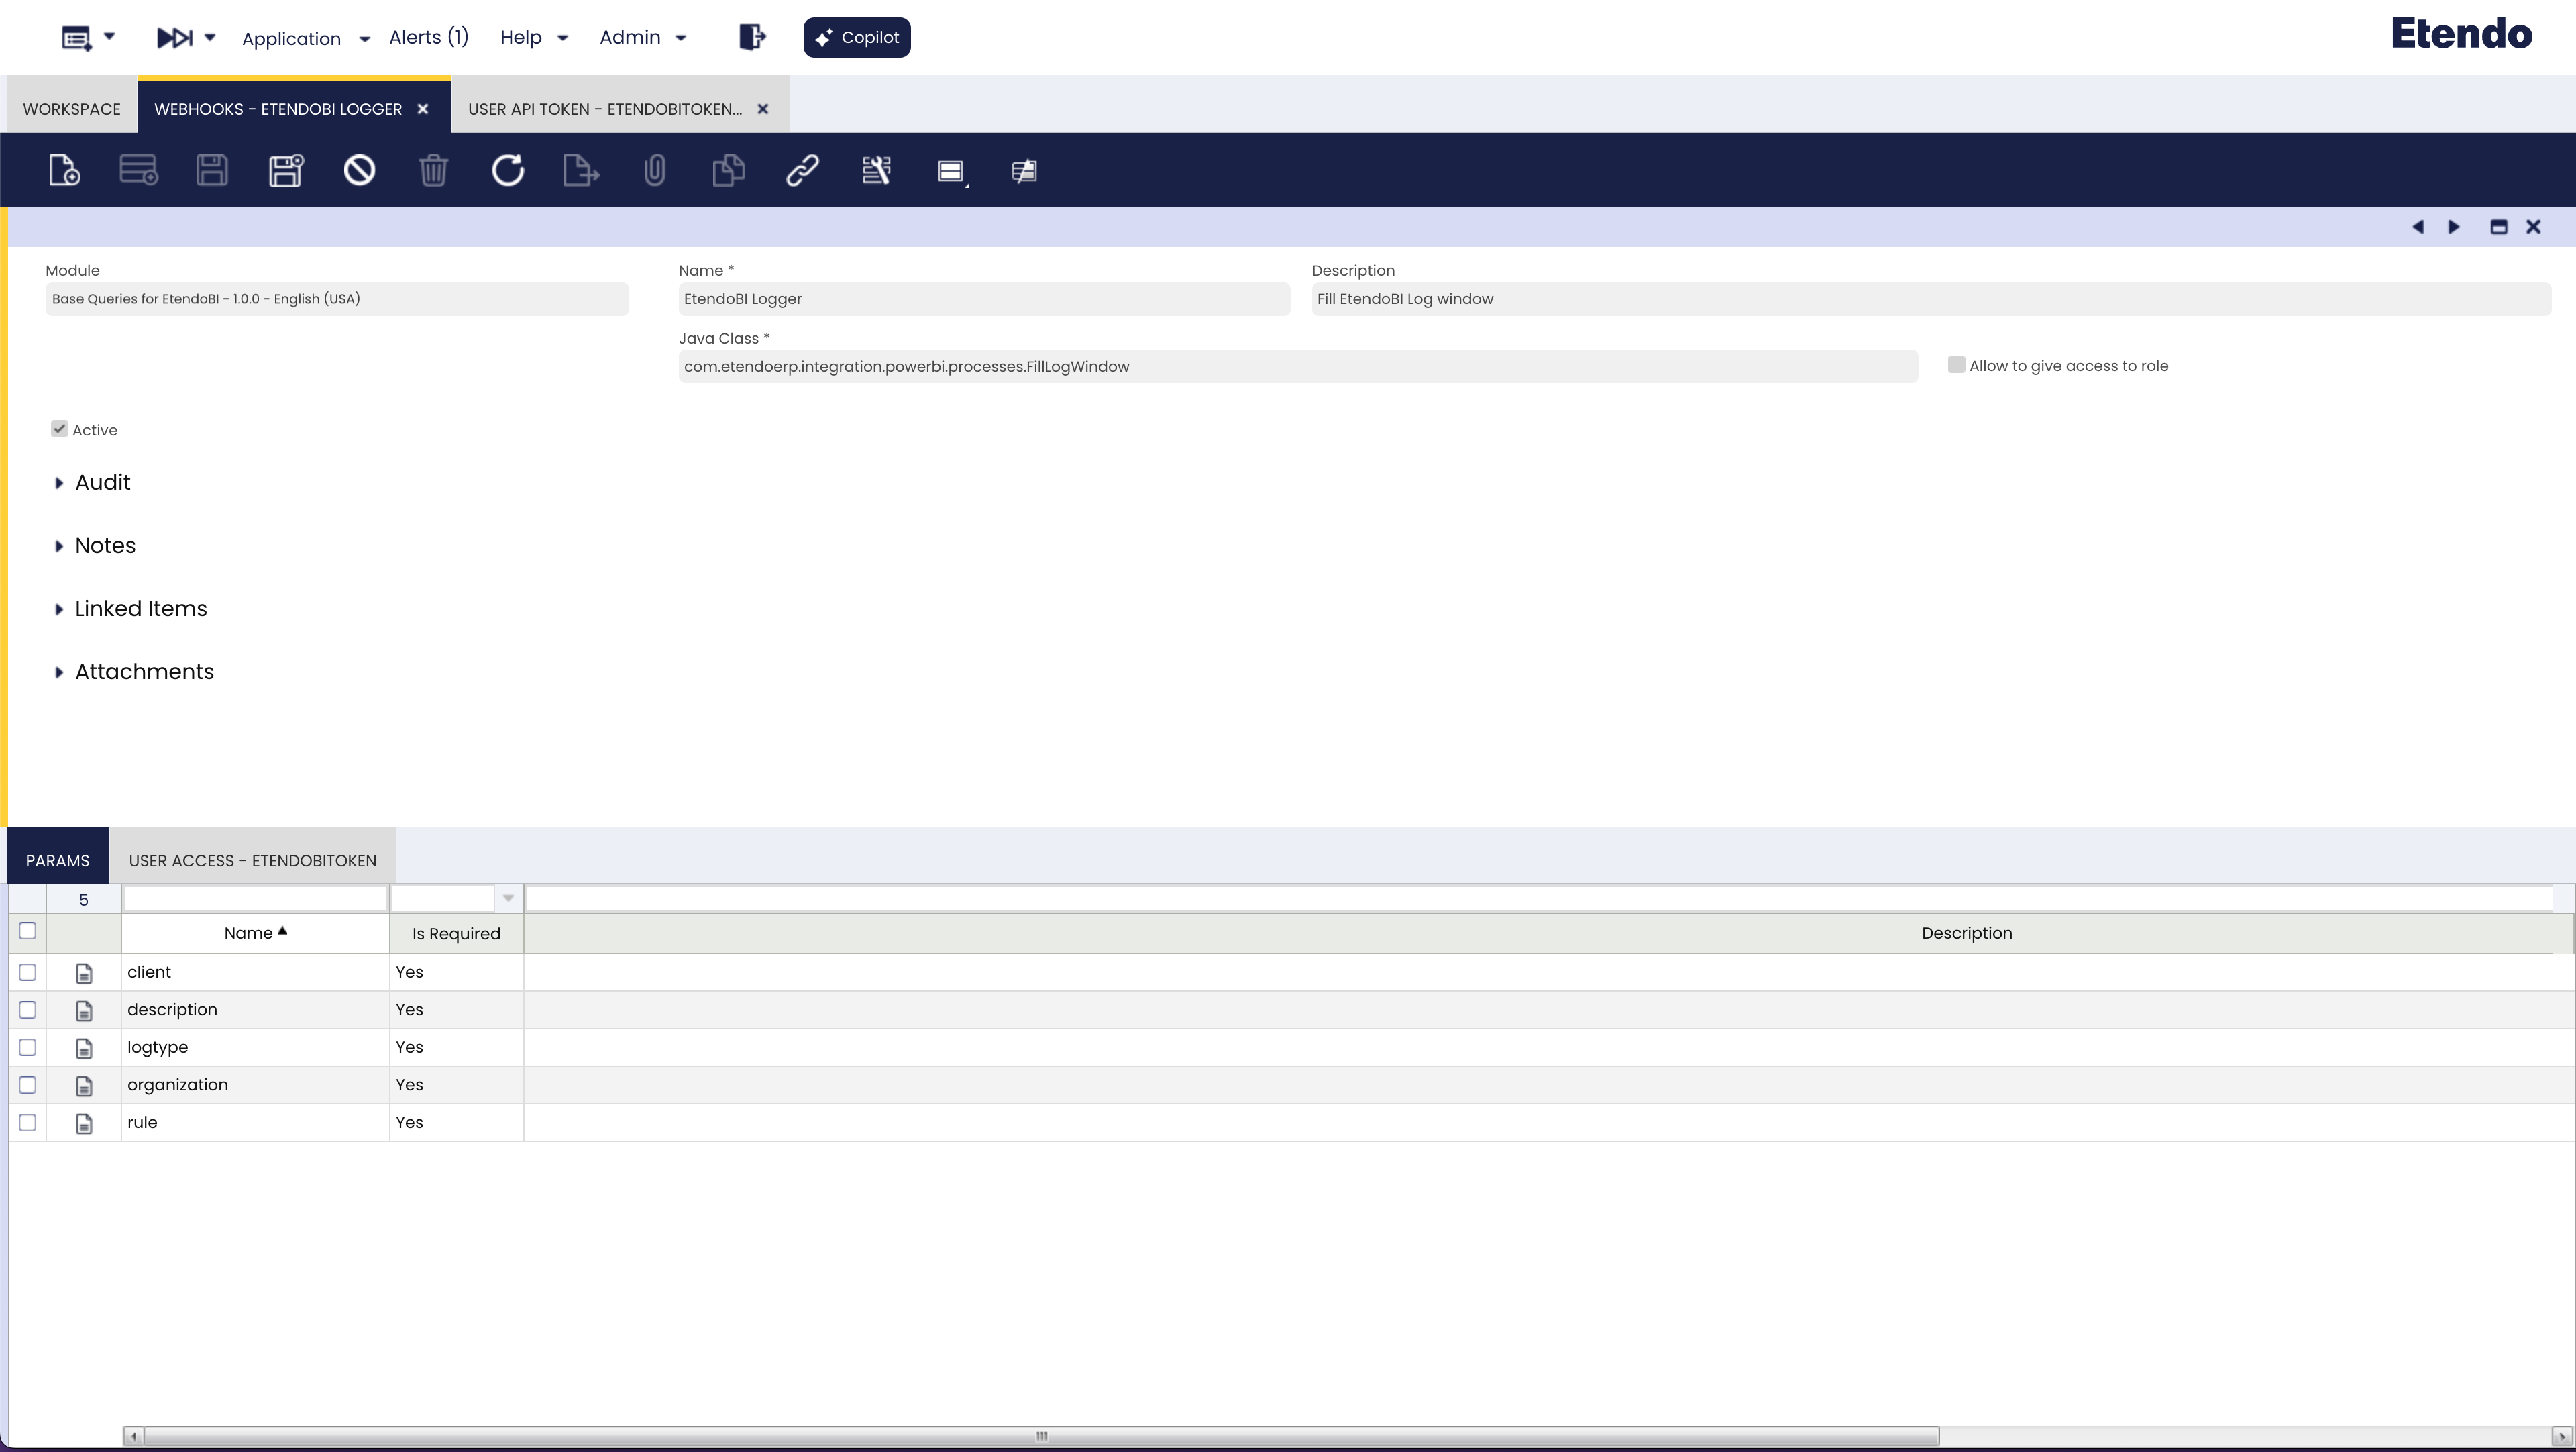 Application Alerts (1) Help Admin Copilot Etendo
WORKSPACE WEBHOOKS - ETENDOBI LOGGER USER API TOKEN - ETENDOBITOKEN...
Module Name * Description
Base Queries for EtendoBI - 1.0.0 - English (USA) EtendoBI Logger Fill EtendoBI Log window
Java Class *
com.etendoerp.integration.powerbi.processes.FillLogWindow Allow to give access to role
Active
Audit
Notes
Linked Items
Attachments
PARAMS USER ACCESS - ETENDOBITOKEN
5
Name Is Required Description
client Yes
description Yes
logtype Yes
organization Yes
rule Yes